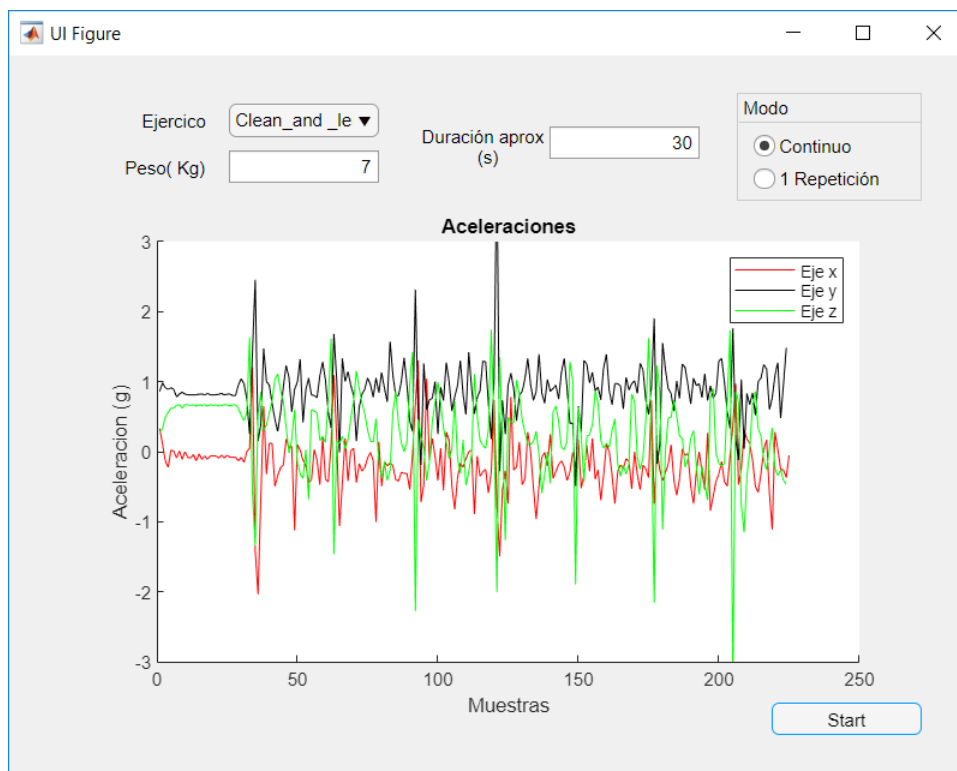 UI Figure
Ejercico
Clean_and _le
Peso( Kg)
7
Duración aprox
(s)
30
Modo
Continuo
1 Repetición
Aceleraciones
Eje x
Eje y
Eje z
Aceleracion (g)
3
2
1
0
-1
-2
-3
0
50
100
150
200
250
Muestras
Start